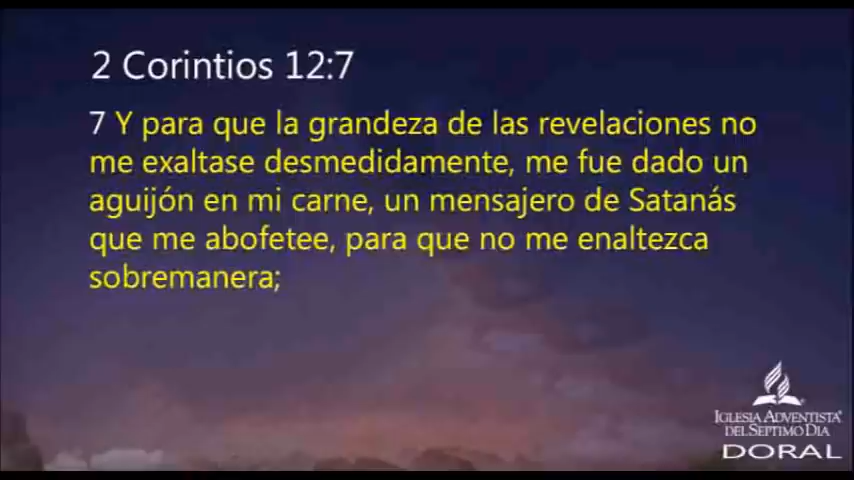 2 Corintios 12:7
7 Y para que la grandeza de las revelaciones no
me exaltase desmedidamente, me fue dado un
aguijón en mi carne, un mensajero de Satanás
que me abofetee, para que no me enaltezca
sobremanera;
IGLESIA ADVENTISTA
DEL SEPTIMO DIA
DORAL